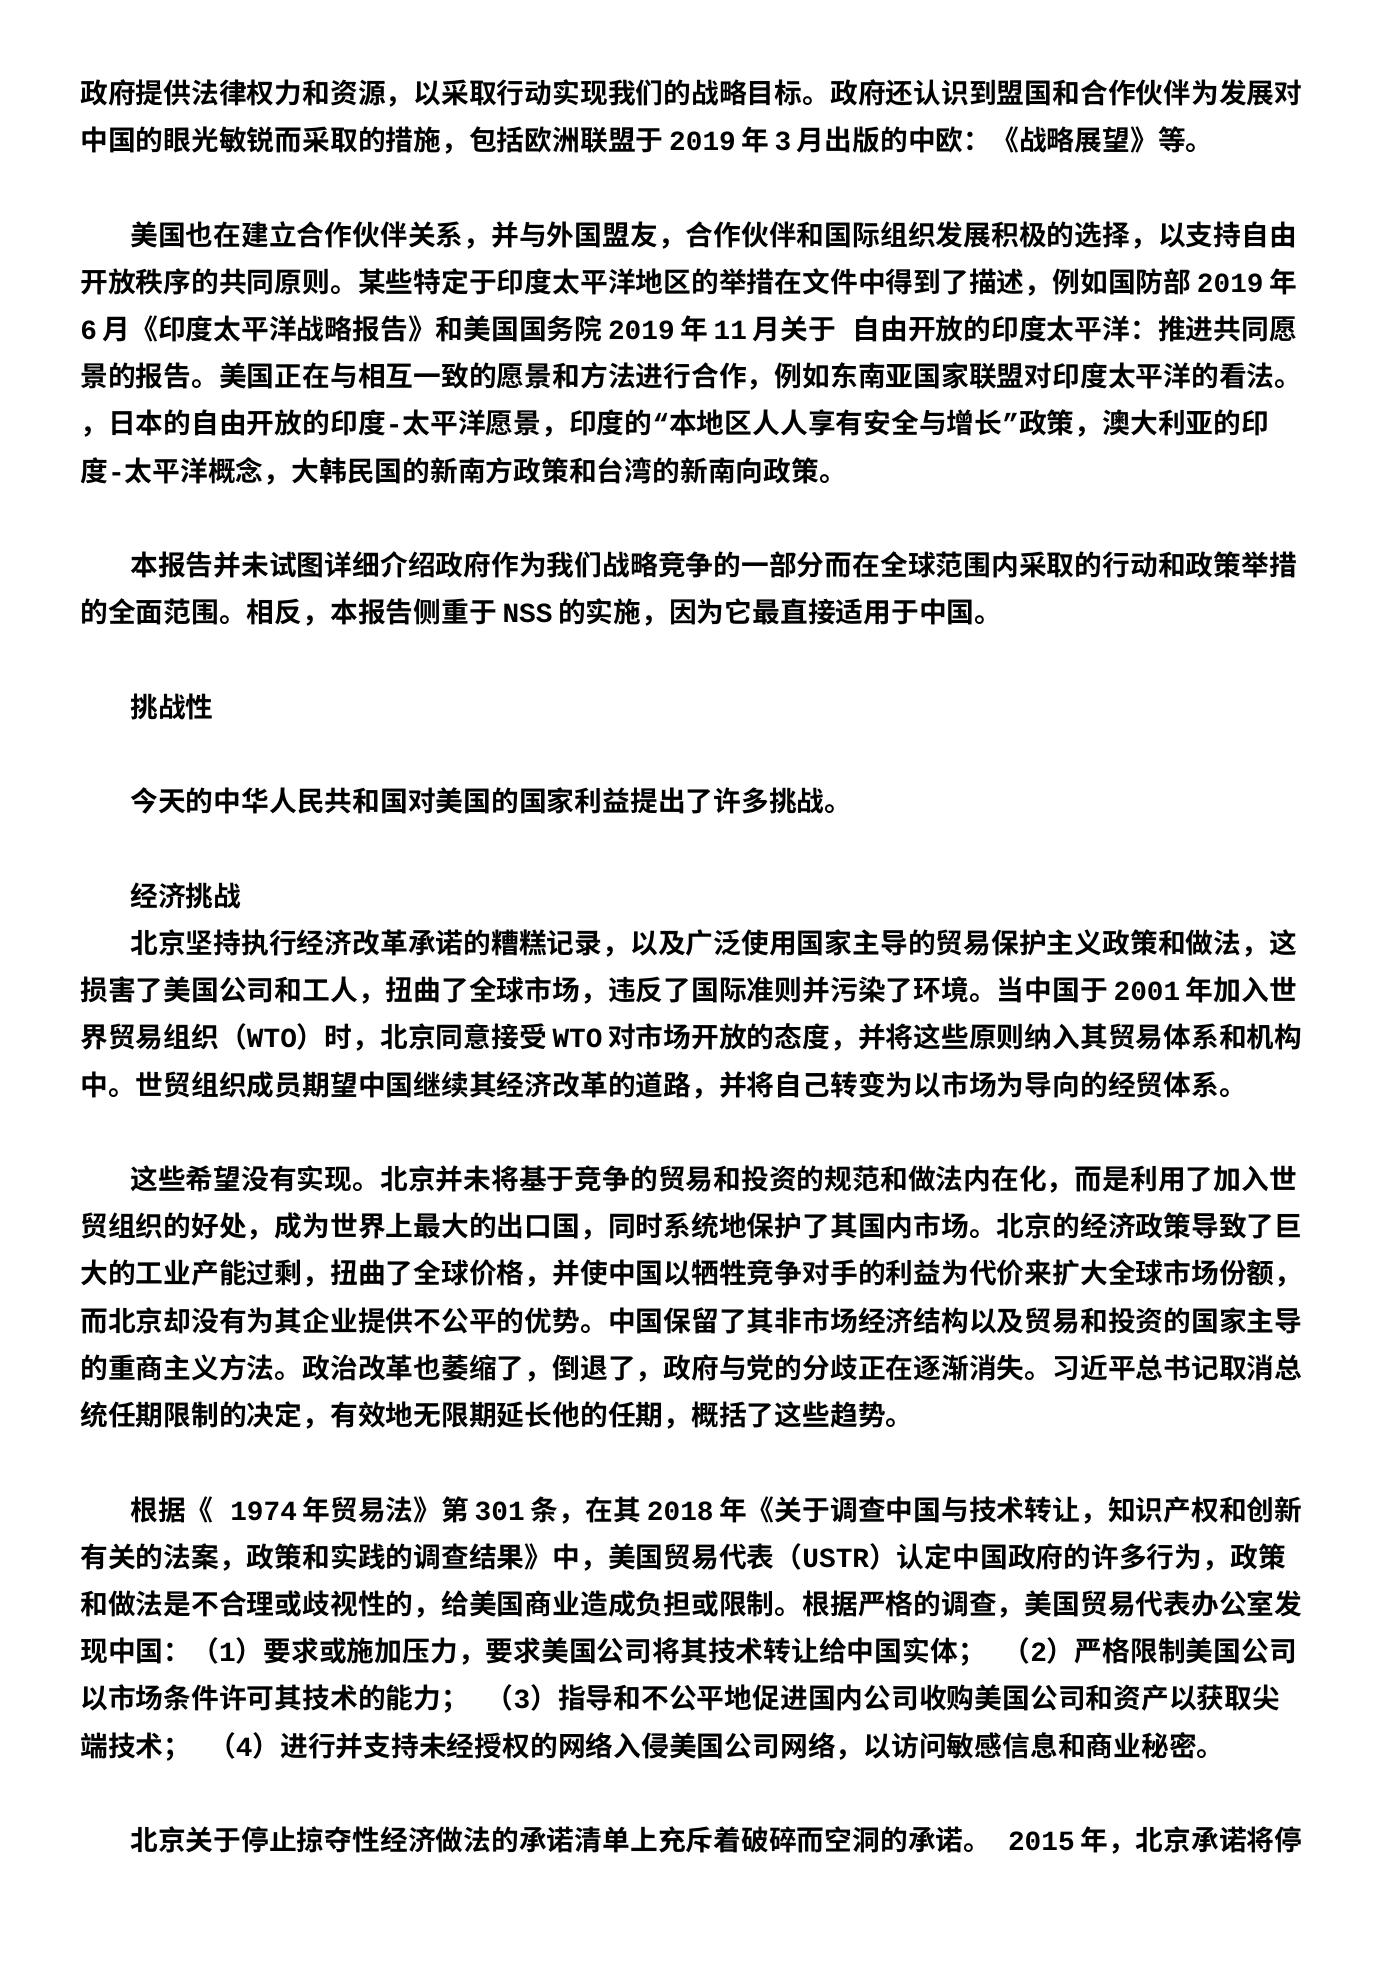 政府提供法律权力和资源，以采取行动实现我们的战略目标。政府还认识到盟国和合作伙伴为发展对
中国的眼光敏锐而采取的措施，包括欧洲联盟于 2019 年 3 月出版的中欧：《战略展望》等。
美国也在建立合作伙伴关系，并与外国盟友，合作伙伴和国际组织发展积极的选择，以支持自由
开放秩序的共同原则。某些特定于印度太平洋地区的举措在文件中得到了描述，例如国防部 2019 年
6 月《印度太平洋战略报告》和美国国务院 2019 年 11 月关于 自由开放的印度太平洋：推进共同愿
景的报告。美国正在与相互一致的愿景和方法进行合作，例如东南亚国家联盟对印度太平洋的看法。
，日本的自由开放的印度-太平洋愿景，印度的“本地区人人享有安全与增长”政策，澳大利亚的印
度-太平洋概念，大韩民国的新南方政策和台湾的新南向政策。
本报告并未试图详细介绍政府作为我们战略竞争的一部分而在全球范围内采取的行动和政策举措
的全面范围。相反，本报告侧重于 NSS 的实施，因为它最直接适用于中国。
挑战性
今天的中华人民共和国对美国的国家利益提出了许多挑战。
经济挑战
北京坚持执行经济改革承诺的糟糕记录，以及广泛使用国家主导的贸易保护主义政策和做法，这
损害了美国公司和工人，扭曲了全球市场，违反了国际准则并污染了环境。当中国于 2001 年加入世
界贸易组织（WTO）时，北京同意接受 WTO 对市场开放的态度，并将这些原则纳入其贸易体系和机构
中。世贸组织成员期望中国继续其经济改革的道路，并将自己转变为以市场为导向的经贸体系。
这些希望没有实现。北京并未将基于竞争的贸易和投资的规范和做法内在化，而是利用了加入世
贸组织的好处，成为世界上最大的出口国，同时系统地保护了其国内市场。北京的经济政策导致了巨
大的工业产能过剩，扭曲了全球价格，并使中国以牺牲竞争对手的利益为代价来扩大全球市场份额，
而北京却没有为其企业提供不公平的优势。中国保留了其非市场经济结构以及贸易和投资的国家主导
的重商主义方法。政治改革也萎缩了，倒退了，政府与党的分歧正在逐渐消失。习近平总书记取消总
统任期限制的决定，有效地无限期延长他的任期，概括了这些趋势。
根据《 1974 年贸易法》第 301 条，在其 2018 年《关于调查中国与技术转让，知识产权和创新
有关的法案，政策和实践的调查结果》中，美国贸易代表（USTR）认定中国政府的许多行为，政策
和做法是不合理或歧视性的，给美国商业造成负担或限制。根据严格的调查，美国贸易代表办公室发
现中国：（1）要求或施加压力，要求美国公司将其技术转让给中国实体； （2）严格限制美国公司
以市场条件许可其技术的能力； （3）指导和不公平地促进国内公司收购美国公司和资产以获取尖
端技术； （4）进行并支持未经授权的网络入侵美国公司网络，以访问敏感信息和商业秘密。
北京关于停止掠夺性经济做法的承诺清单上充斥着破碎而空洞的承诺。 2015 年，北京承诺将停